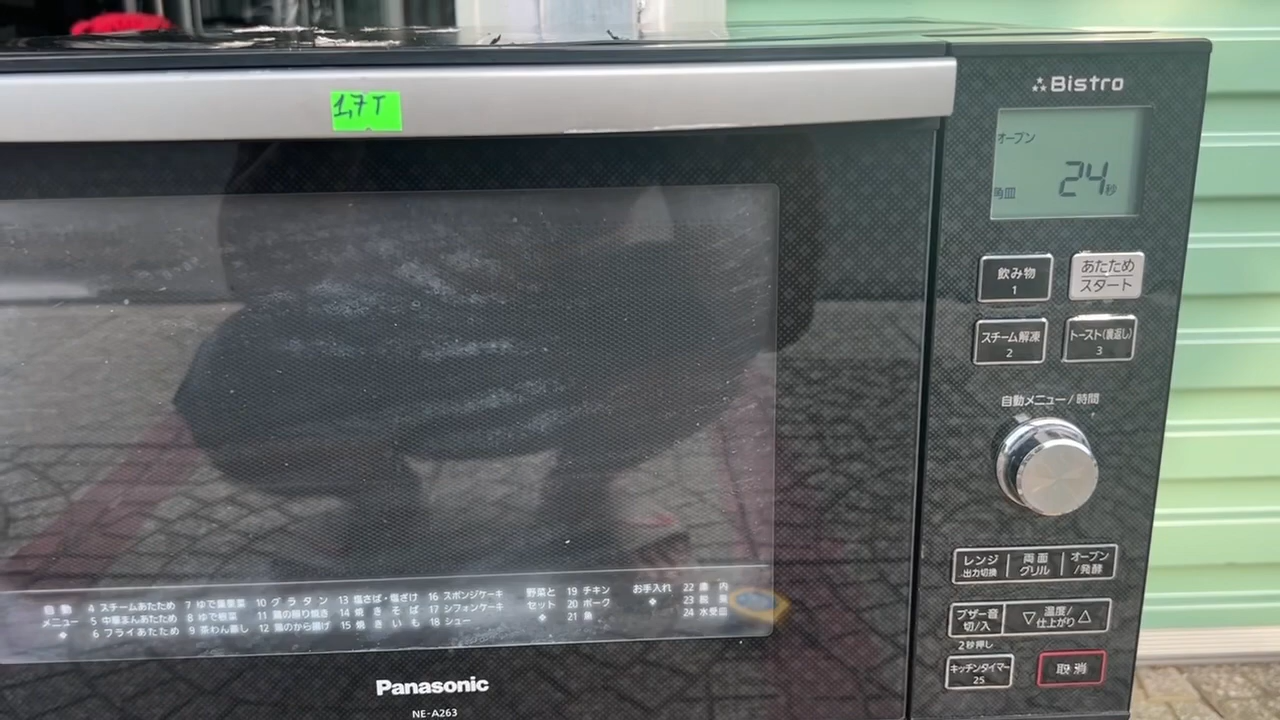 1,7 T
Bistro
オーブン
24秒
角皿
飲み物
1
あたため
スタート
スチーム解凍
2
トースト(裏返し)
3
自動メニュー/時間
レンジ
出力切換
両面
グリル
オーブン
/発酵
ブザー音
切/入
▽ 温度/
仕上がり △
2秒押し
キッチンタイマー
25
取消
自動
メニュー
4 スチームあたため
5 中華まんあたため
6 フライあたため
7 ゆで葉果菜
8 ゆで根菜
9 茶わん蒸し
10 グラタン
11 鶏の照り焼き
12 鶏のから揚げ
13 塩さば・塩ざけ
14 焼きそば
15 焼きいも
16 スポンジケーキ
17 シフォンケーキ
18 シュー
野菜と
セット
19 チキン
20 ポーク
21 魚
お手入れ
22 庫内
23 脱臭
24 水受皿
Panasonic
NE-A263